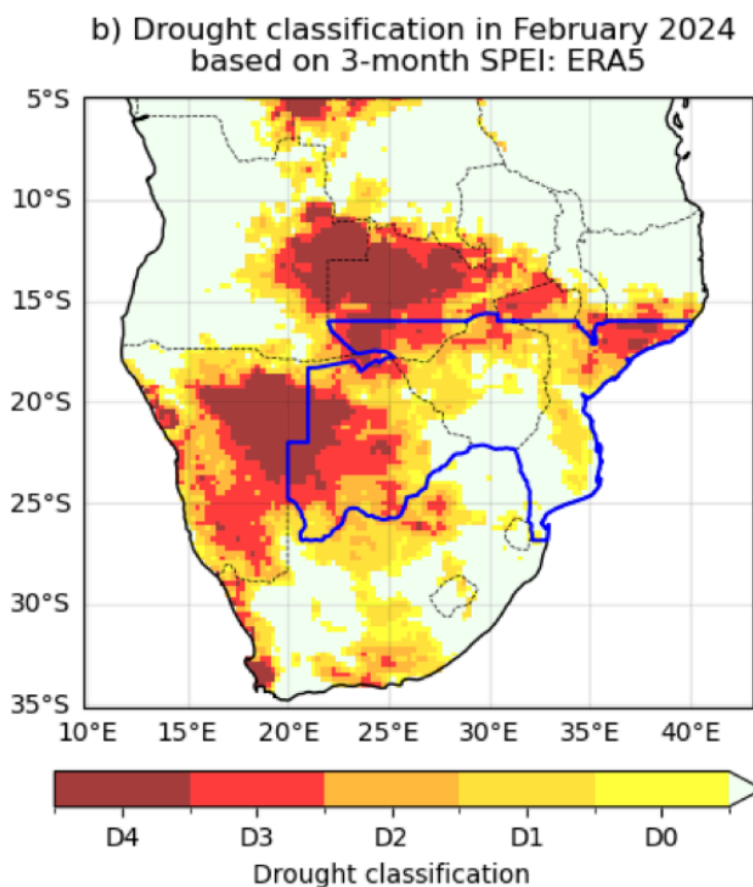 b) Drought classification in February 2024
based on 3-month SPEI: ERA5
5°S
10°S
15°S
20°S
25°S
30°S
35°S
10°E 15°E 20°E 25°E 30°E 35°E 40°E
D4 D3 D2 D1 D0
Drought classification